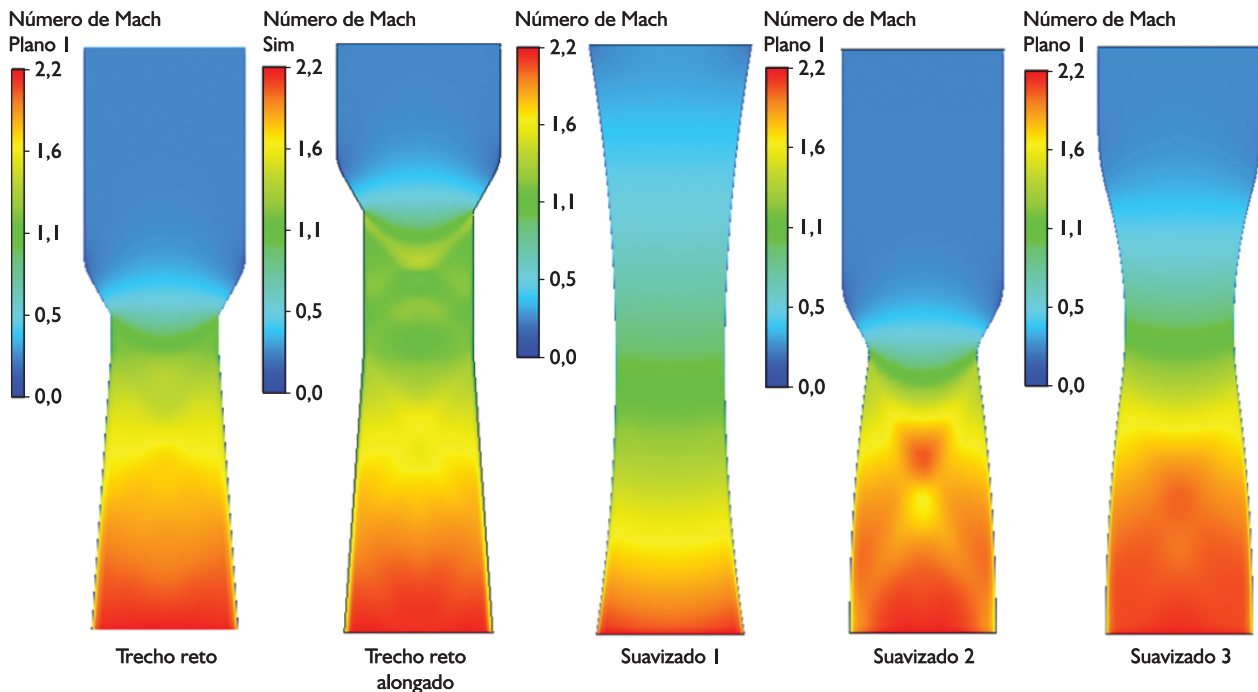 Número de Mach
Plano 1
2,2
1,6
1,1
0,5
0,0
Trecho reto
Número de Mach
Sim
2,2
1,6
1,1
0,5
0,0
Trecho reto
alongado
Número de Mach
2,2
1,6
1,1
0,5
0,0
Suavizado 1
Número de Mach
Plano 1
2,2
1,6
1,1
0,5
0,0
Suavizado 2
Número de Mach
Plano 1
2,2
1,6
1,1
0,5
0,0
Suavizado 3